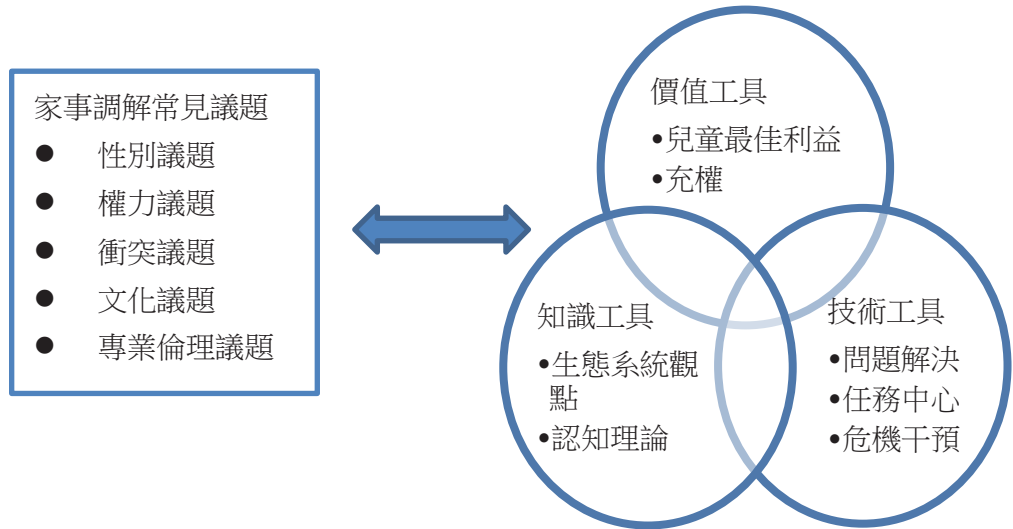 家事調解常見議題
● 性別議題
● 權力議題
● 衝突議題
● 文化議題
● 專業倫理議題
價值工具
•兒童最佳利益
•充權
知識工具
•生態系統觀
點
•認知理論
技術工具
•問題解決
•任務中心
•危機干預